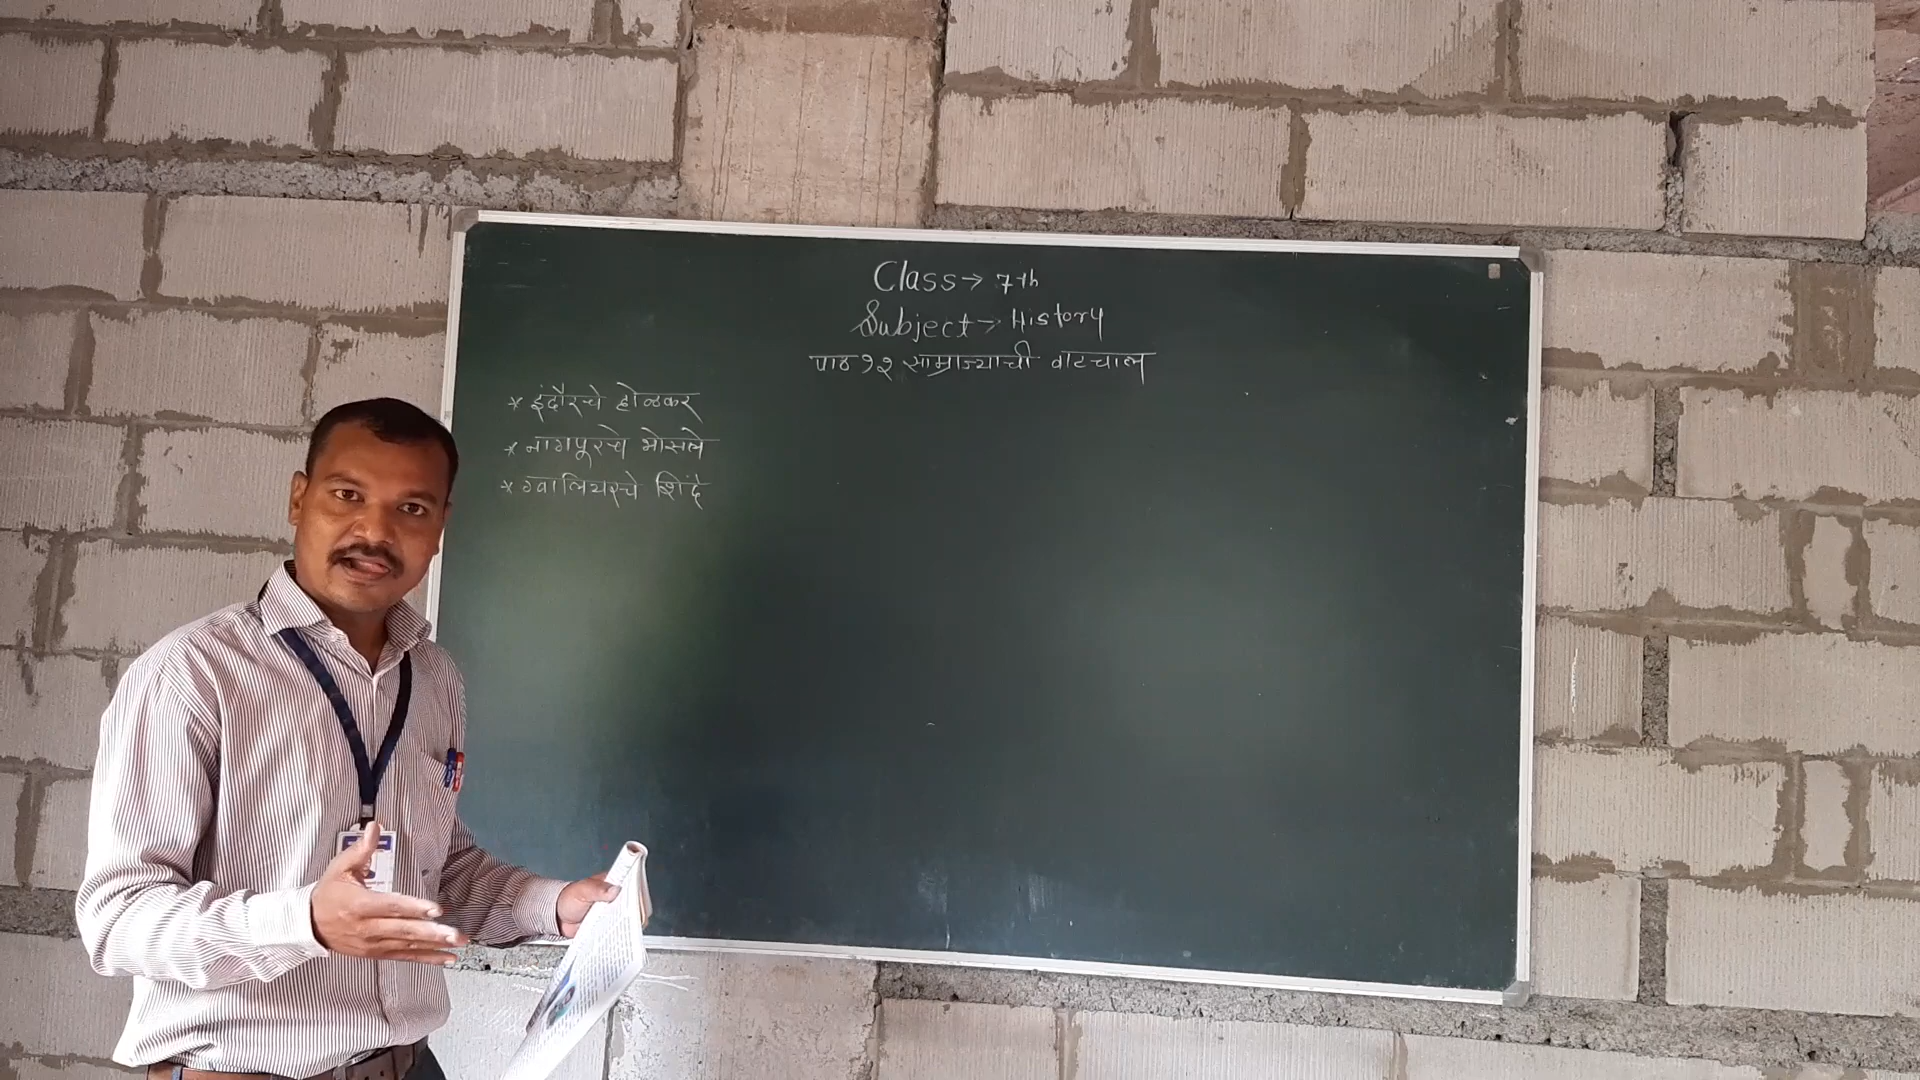 Class→ 7th
Subject→ History
पाठ १२ साम्राज्याची वाटचाल
* इंदौरचे होळकर
* नागपूरचे भोसले
* ग्वालियरचे शिंदे